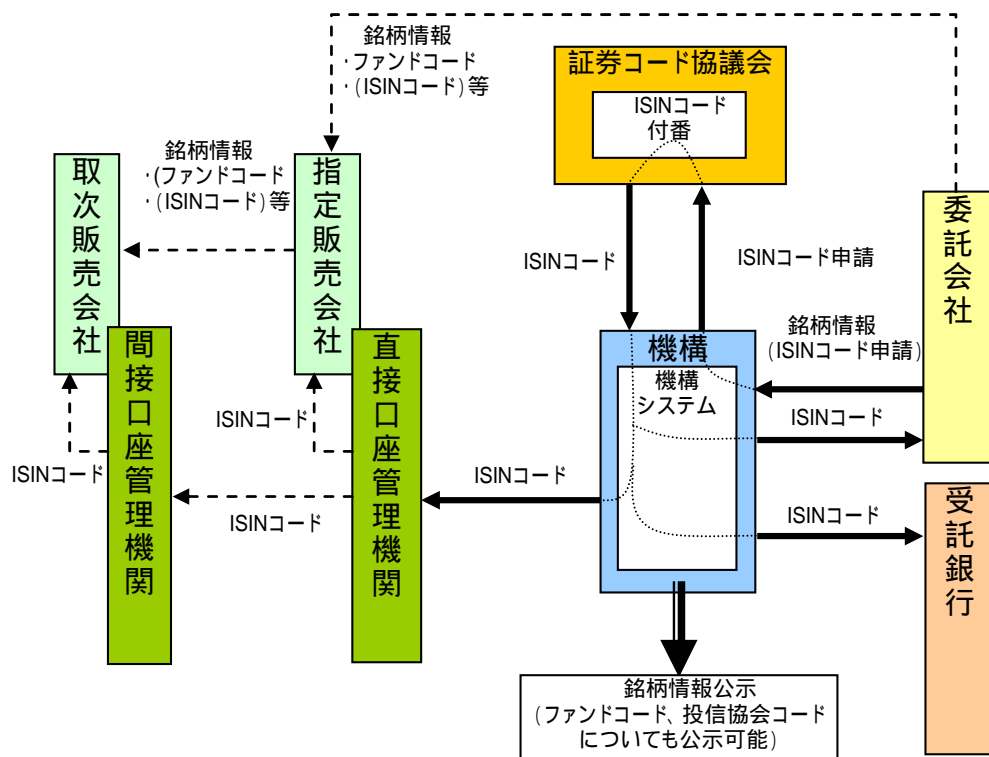 銘柄情報
・ファンドコード
・(ISINコード)等
証券コード協議会
ISINコード
付番
銘柄情報
・(ファンドコード
・(ISINコード)等
取次販売会社
指定販売会社
委託会社
ISINコード
ISINコード申請
銘柄情報
(ISINコード申請)
機構
機構
システム
間接口座管理機関
直接口座管理機関
ISINコード
ISINコード
ISINコード
ISINコード
ISINコード
ISINコード
受託銀行
銘柄情報公示
(ファンドコード、投信協会コード
についても公示可能)